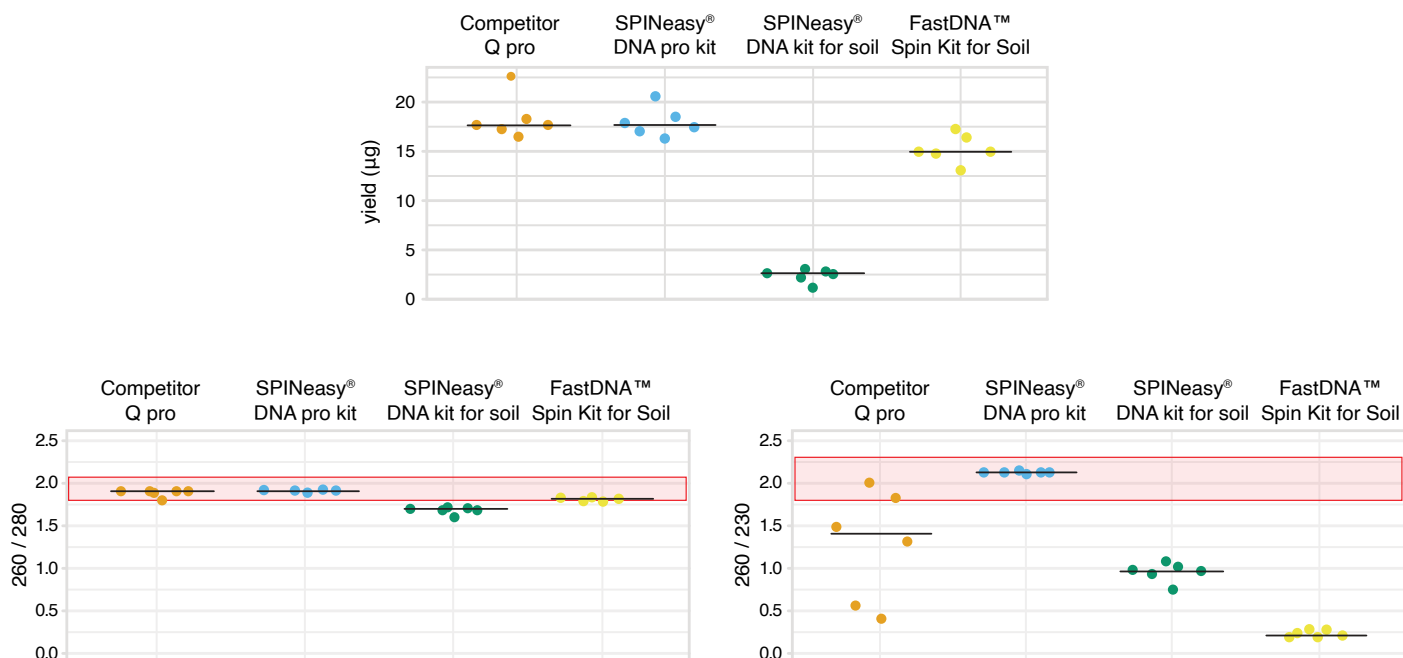 Competitor
Q pro
SPINeasy®
DNA pro kit
SPINeasy®
DNA kit for soil
FastDNA™
Spin Kit for Soil
yield (µg)
20
15
10
5
0
Competitor
Q pro
SPINeasy®
DNA pro kit
SPINeasy®
DNA kit for soil
FastDNA™
Spin Kit for Soil
260 / 280
2.5
2.0
1.5
1.0
0.5
0.0
Competitor
Q pro
SPINeasy®
DNA pro kit
SPINeasy®
DNA kit for soil
FastDNA™
Spin Kit for Soil
260 / 230
2.5
2.0
1.5
1.0
0.5
0.0